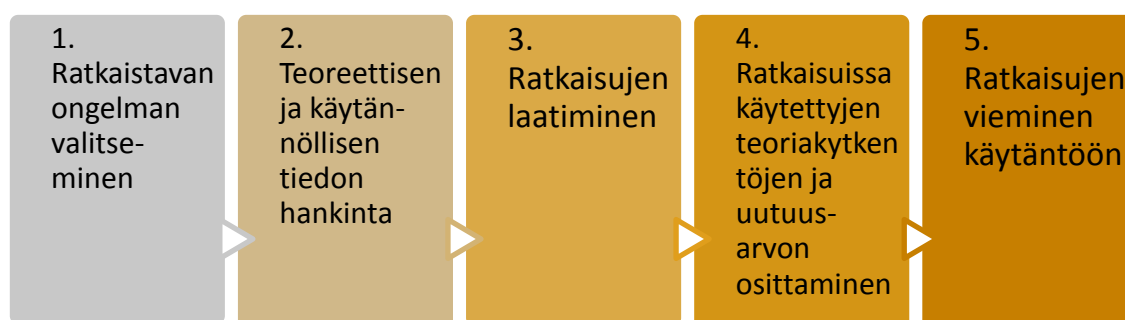 1.
Ratkaistavan
ongelman
valitse-
minen
2.
Teoreettisen
ja käytän-
nöllisen
tiedon
hankinta
3.
Ratkaisujen
laatiminen
4.
Ratkaisuissa
käytettyjen
teoriakytken
töjen ja
uutuus-
arvon
osittaminen
5.
Ratkaisujen
vieminen
käytäntöön